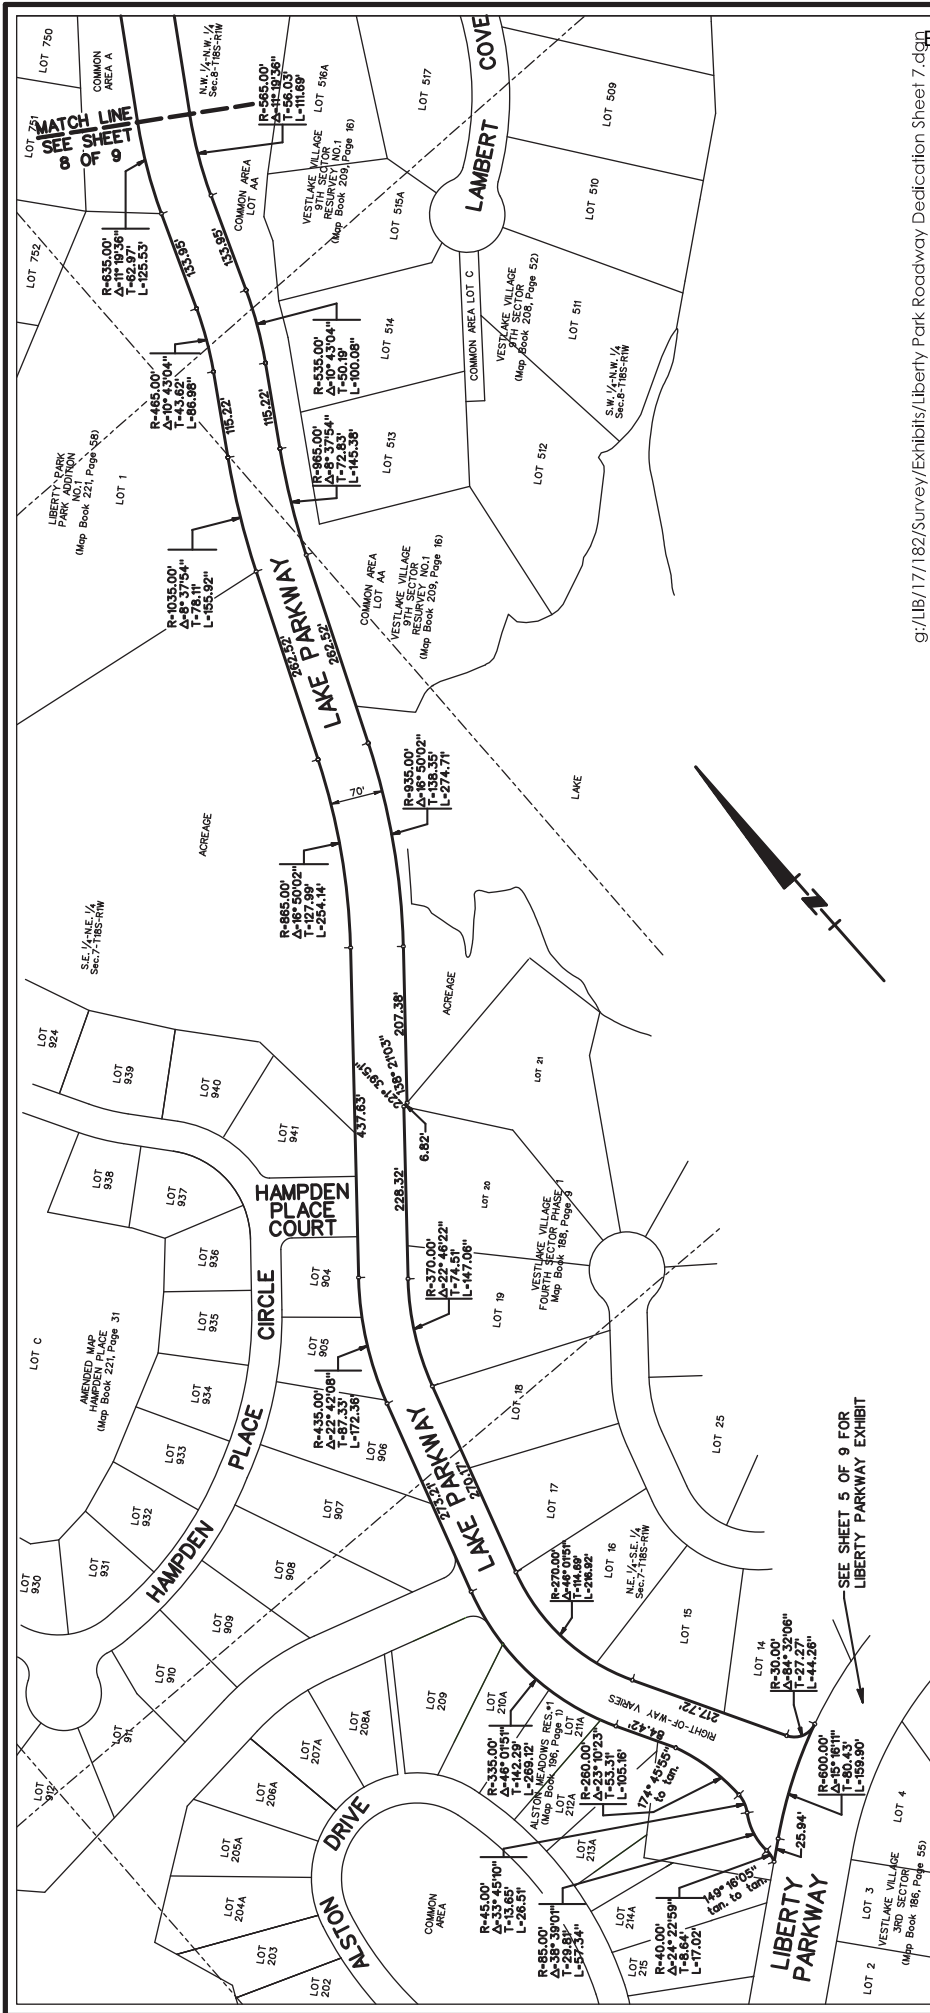 LOT 750
COMMON
AREA A
N.W. 1/4-N.W. 1/4
Sec.8-T18S-R1W
LOT 751
MATCH LINE
SEE SHEET
8 OF 9
R=565.00'
Δ=11° 19'36"
T=56.03'
L=111.69'
LOT 516A
LOT 517
LAMBERT COVE
LOT 509
LOT 510
LOT 752
R=635.00'
Δ=11° 19'36"
T=62.97'
L=125.53'
133.95'
133.95'
COMMON AREA
LOT AA
VESTLAKE VILLAGE
9TH SECTOR
RESURVEY NO.1
(Map Book 209, Page 16)
LOT 515A
COMMON AREA LOT C
VESTLAKE VILLAGE
9TH SECTOR
(Map Book 208, Page 52)
LOT 511
S.W. 1/4-N.W. 1/4
Sec.8-T18S-R1W
R=465.00'
Δ=10° 43'04"
T=43.62'
L=86.98'
R=535.00'
Δ=10° 43'04"
T=50.19'
L=100.08'
LOT 514
115.22'
115.22'
LIBERTY PARK
PARK ADDITION
NO.1
(Map Book 221, Page 58)
LOT 1
R=965.00'
Δ=8° 37'54"
T=72.83'
L=145.38'
LOT 513
LOT 512
R=1035.00'
Δ=8° 37'54"
T=78.11'
L=155.92'
COMMON AREA
LOT AA
VESTLAKE VILLAGE
9TH SECTOR
RESURVEY NO.1
(Map Book 209, Page 16)
262.52'
LAKE PARKWAY
262.52'
70'
R=935.00'
Δ=16° 50'02"
T=138.35'
L=274.71'
LAKE
ACREAGE
R=865.00'
Δ=16° 50'02"
T=127.99'
L=254.14'
S.E. 1/4-N.E. 1/4
Sec.7-T18S-R1W
N
ACREAGE
207.38'
437.63'
221° 39'51"
138° 21'03"
6.82'
228.32'
LOT
924
LOT
939
LOT
940
LOT
941
LOT
938
LOT
937
HAMPDEN
PLACE
COURT
LOT 21
LOT 20
VESTLAKE VILLAGE
FOURTH SECTOR PHASE 1
Map Book 188, Page 9
LOT
936
LOT
935
LOT
934
LOT
933
LOT
932
LOT
931
LOT
930
LOT C
AMENDED MAP
HAMPDEN PLACE
(Map Book 221, Page 31
HAMPDEN PLACE CIRCLE
LOT
904
LOT
905
R=370.00'
Δ=22° 46'22"
T=74.51'
L=147.06'
LOT 19
R=435.00'
Δ=22° 42'08"
T=87.33'
L=172.36'
LOT
906
LOT
907
LOT
908
LOT
909
LOT
910
LOT
911
LOT
912
LOT 18
LOT 25
273.21'
LAKE PARKWAY
270.17'
LOT 17
LOT 16
N.E. 1/4-S.E. 1/4
Sec.7-T18S-R1W
R=270.00'
Δ=46° 01'51"
T=114.69'
L=216.92'
LOT 15
LOT 14
SEE SHEET 5 OF 9 FOR
LIBERTY PARKWAY EXHIBIT
R=30.00'
Δ=84° 32'06"
T=27.27'
L=44.26'
217.72'
RIGHT-OF-WAY VARIES
84.42'
LOT
209
LOT
208A
LOT
207A
LOT
206A
LOT
205A
LOT
204A
LOT
203
LOT
202
ALSTON DRIVE
COMMON
AREA
LOT
210A
R=335.00'
Δ=46° 01'51"
T=142.29'
L=269.12'
ALSTON MEADOWS RES.#1
(Map Book 196, Page 1)
LOT
211A
LOT
212A
LOT
213A
LOT
214A
LOT
215
R=260.00'
Δ=23° 10'23"
T=53.31'
L=105.16'
174° 45'55"
to tan.
R=600.00'
Δ=15° 16'11"
T=80.43'
L=159.90'
25.94'
R=45.00'
Δ=33° 45'10"
T=13.65'
L=26.51'
R=85.00'
Δ=38° 39'01"
T=29.81'
L=57.34'
R=40.00'
Δ=24° 22'59"
T=8.64'
L=17.02'
149° 16'05"
tan. to tan.
LIBERTY
PARKWAY
LOT 4
LOT 3
LOT 2
VESTLAKE VILLAGE
3RD SECTOR
(Map Book 186, Page 55)
g:/LIB/17/182/Survey/Exhibits/Liberty Park Roadway Dedication Sheet 7.dgn